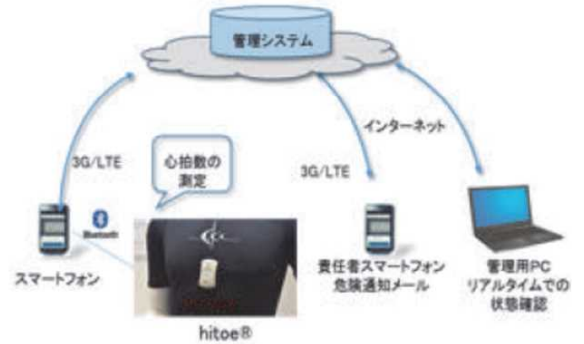 管理システム
インターネット
3G/LTE
心拍数の
測定
3G/LTE
Bluetooth
スマートフォン
責任者スマートフォン
危険通知メール
管理用PC
リアルタイムでの
状態確認
hitoe®